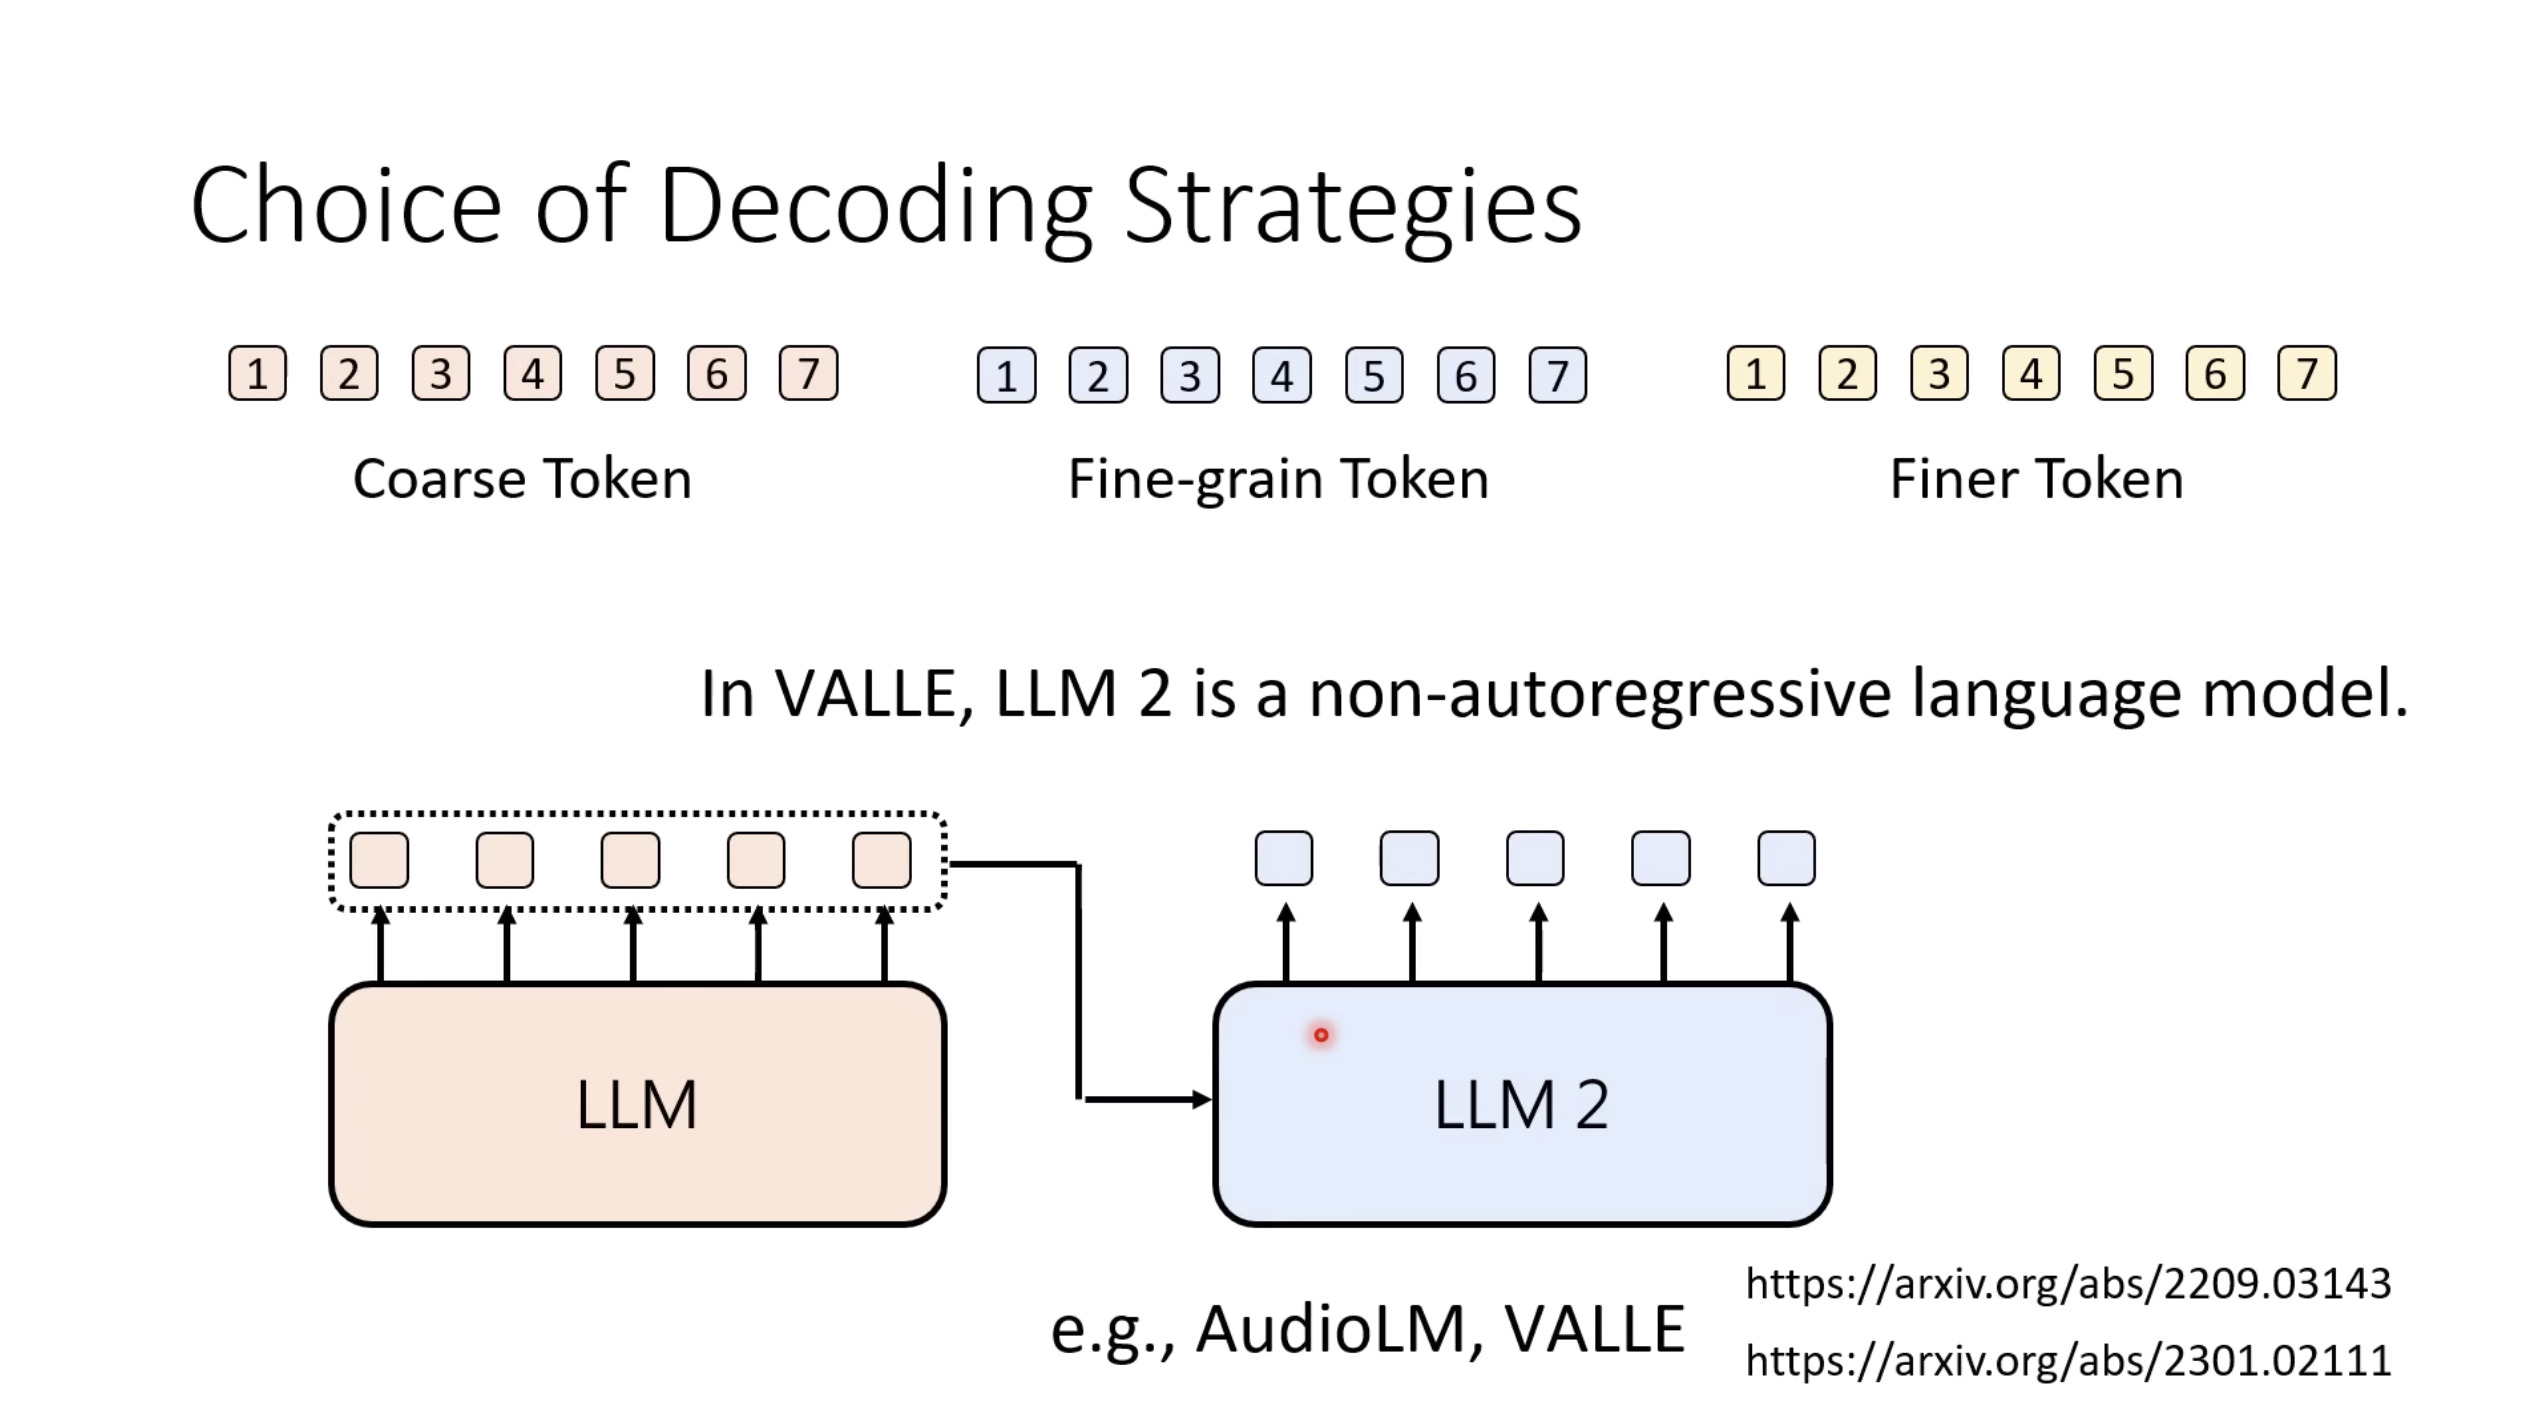 Choice of Decoding Strategies
1 2 3 4 5 6 7
Coarse Token
1 2 3 4 5 6 7
Fine-grain Token
1 2 3 4 5 6 7
Finer Token
In VALLE, LLM 2 is a non-autoregressive language model.
LLM
LLM 2
e.g., AudioLM, VALLE
https://arxiv.org/abs/2209.03143
https://arxiv.org/abs/2301.02111